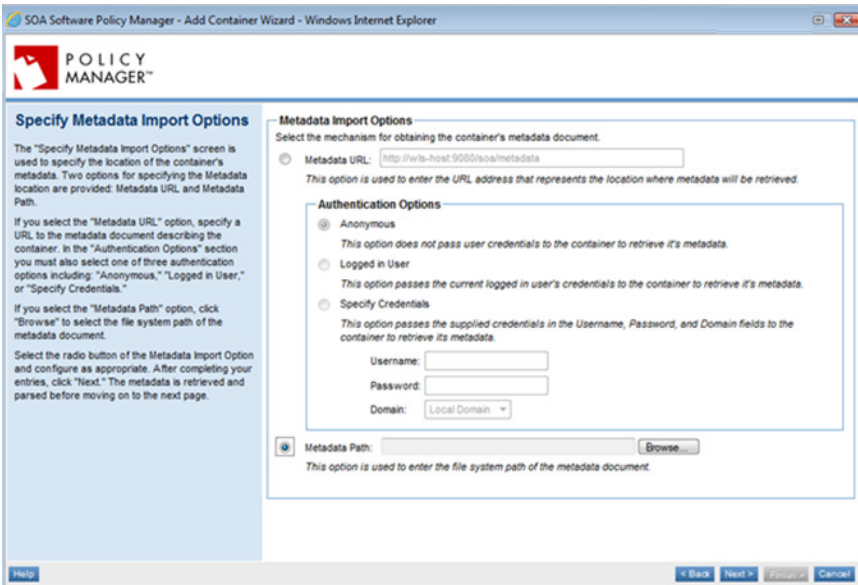 SOA Software Policy Manager - Add Container Wizard - Windows Internet Explorer
POLICY
MANAGER™
Specify Metadata Import Options
The "Specify Metadata Import Options" screen is
used to specify the location of the container's
metadata. Two options for specifying the Metadata
location are provided: Metadata URL and Metadata
Path.
If you select the "Metadata URL" option, specify a
URL to the metadata document describing the
container. In the "Authentication Options" section
you must also select one of three authentication
options including: "Anonymous," "Logged in User,"
or "Specify Credentials."
If you select the "Metadata Path" option, click
"Browse" to select the file system path of the
metadata document.
Select the radio button of the Metadata Import Option
and configure as appropriate. After completing your
entries, click "Next." The metadata is retrieved and
parsed before moving on to the next page.
Metadata Import Options
Select the mechanism for obtaining the container's metadata document.
Metadata URL: http://wls-host:9080/soa/metadata
This option is used to enter the URL address that represents the location where metadata will be retrieved.
Authentication Options
Anonymous
This option does not pass user credentials to the container to retrieve it's metadata.
Logged in User
This option passes the current logged in user's credentials to the container to retrieve it's metadata.
Specify Credentials
This option passes the supplied credentials in the Username, Password, and Domain fields to the
container to retrieve its metadata.
Username:
Password:
Domain: Local Domain
Metadata Path: Browse...
This option is used to enter the file system path of the metadata document.
Help
< Back Next > Finish > Cancel